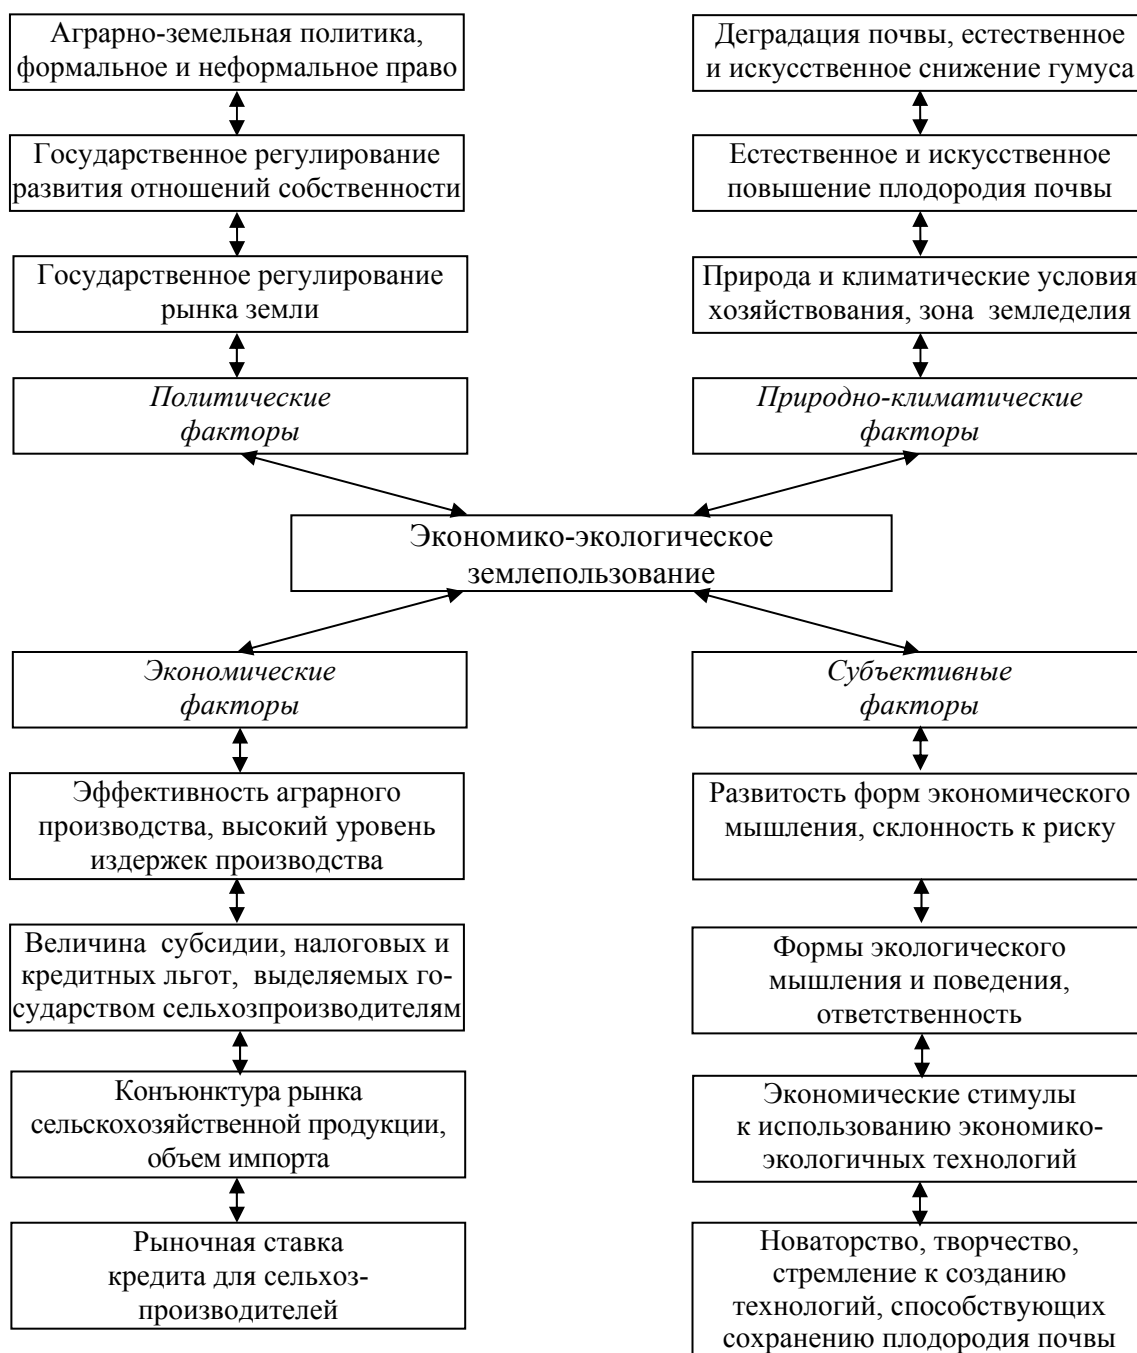 Аграрно-земельная политика,
формальное и неформальное право
Государственное регулирование
развития отношений собственности
Государственное регулирование
рынка земли
Политические
факторы
Деградация почвы, естественное
и искусственное снижение гумуса
Естественное и искусственное
повышение плодородия почвы
Природа и климатические условия
хозяйствования, зона земледелия
Природно-климатические
факторы
Экономико-экологическое
землепользование
Экономические
факторы
Эффективность аграрного
производства, высокий уровень
издержек производства
Величина субсидии, налоговых и
кредитных льгот, выделяемых го-
сударством сельхозпроизводителям
Конъюнктура рынка
сельскохозяйственной продукции,
объем импорта
Рыночная ставка
кредита для сельхоз-
производителей
Субъективные
факторы
Развитость форм экономического
мышления, склонность к риску
Формы экологического
мышления и поведения,
ответственность
Экономические стимулы
к использованию экономико-
экологичных технологий
Новаторство, творчество,
стремление к созданию
технологий, способствующих
сохранению плодородия почвы